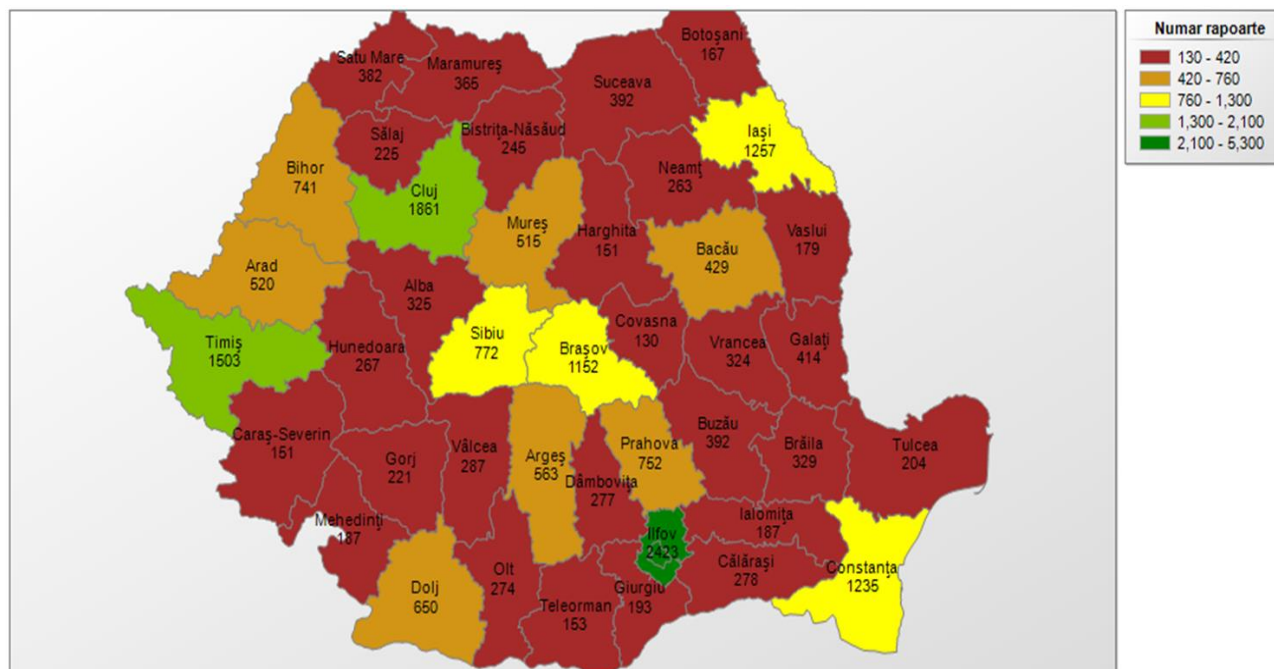 Numar rapoarte
130 - 420
420 - 760
760 - 1,300
1,300 - 2,100
2,100 - 5,300
Botoşani
167
Satu Mare
382
Maramureş
365
Suceava
392
Iaşi
1257
Sălaj
225
Bistriţa-Năsăud
245
Neamţ
263
Bihor
741
Cluj
1861
Mureş
515
Harghita
151
Bacău
429
Vaslui
179
Arad
520
Alba
325
Timiş
1503
Hunedoara
267
Sibiu
772
Braşov
1152
Covasna
130
Vrancea
324
Galaţi
414
Caraş-Severin
151
Gorj
221
Vâlcea
287
Argeş
563
Dâmboviţa
277
Prahova
752
Buzău
392
Brăila
329
Tulcea
204
Mehedinţi
187
Dolj
650
Olt
274
Teleorman
153
Giurgiu
193
Ilfov
2423
Ialomiţa
187
Călăraşi
278
Constanţa
1235